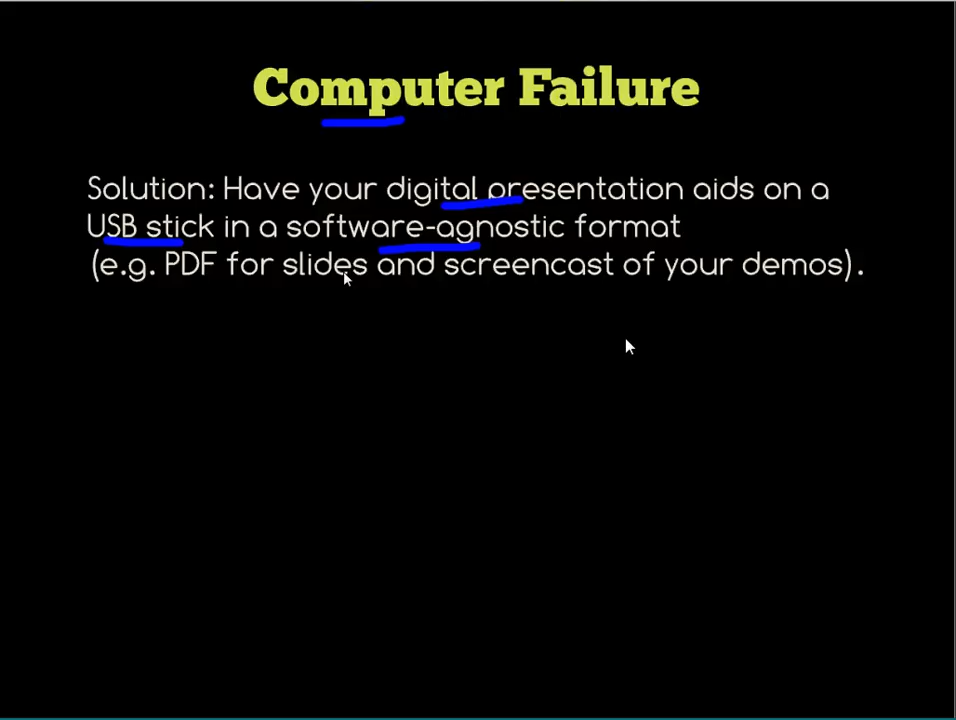 Computer Failure
Solution: Have your digital presentation aids on a
USB stick in a software-agnostic format
(e.g. PDF for slides and screencast of your demos).